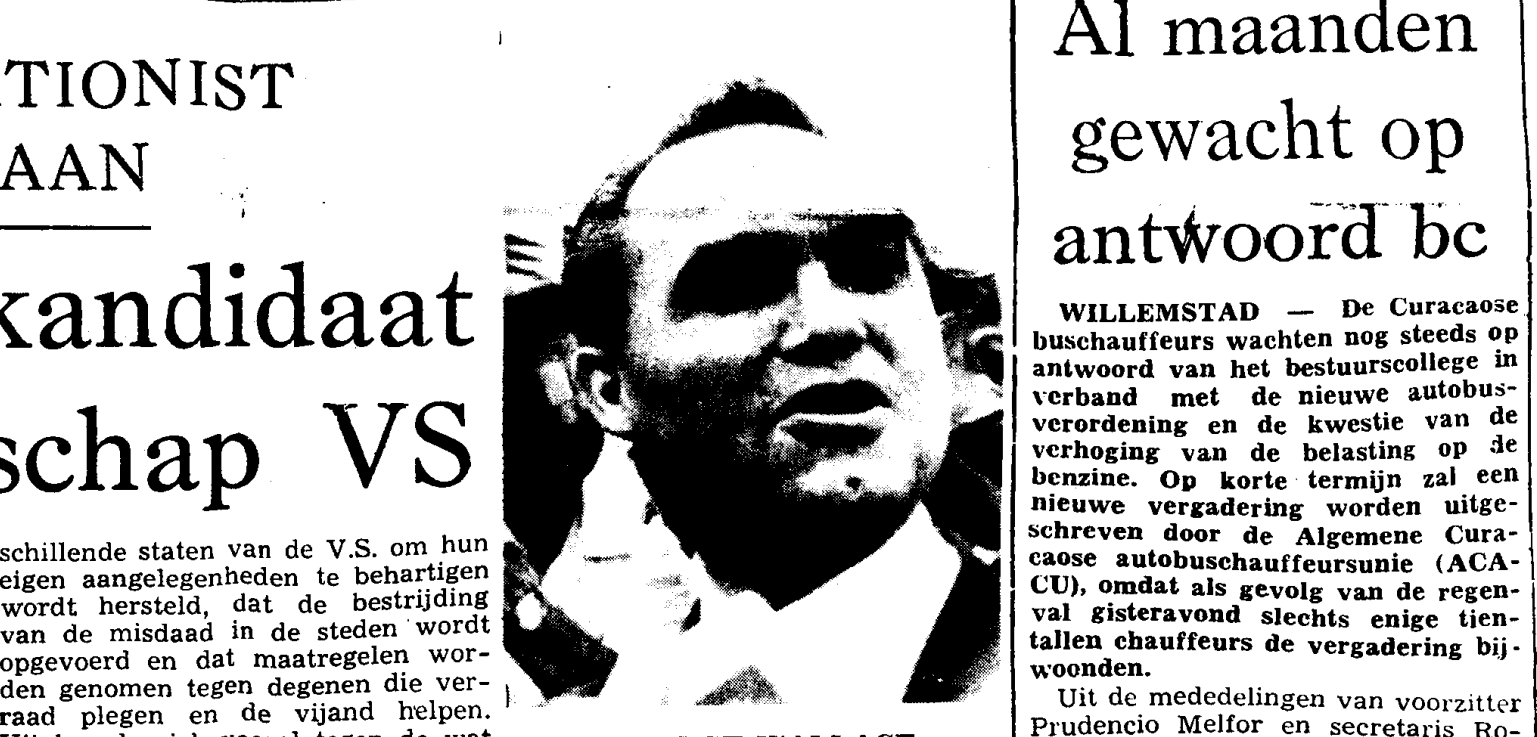 TIONIST
AAN
kandidaat
schap VS
schillende staten van de V.S. om hun
eigen aangelegenheden te behartigen
wordt hersteld, dat de bestrijding
van de misdaad in de steden wordt
opgevoerd en dat maatregelen wor-
den genomen tegen degenen die ver-
raad plegen en de vijand helpen.
Al maanden
gewacht op
antwoord bc
WILLEMSTAD — De Curacaose
buschauffeurs wachten nog steeds op
antwoord van het bestuurscollege in
verband met de nieuwe autobus-
verordening en de kwestie van de
verhoging van de belasting op de
benzine. Op korte termijn zal een
nieuwe vergadering worden uitge-
schreven door de Algemene Cura-
caose autobuschauffeursunie (ACA-
CU), omdat als gevolg van de regen-
val gisteravond slechts enige tien-
tallen chauffeurs de vergadering bij-
woonden.
Uit de mededelingen van voorzitter
Prudencio Melfor en secretaris Ro-